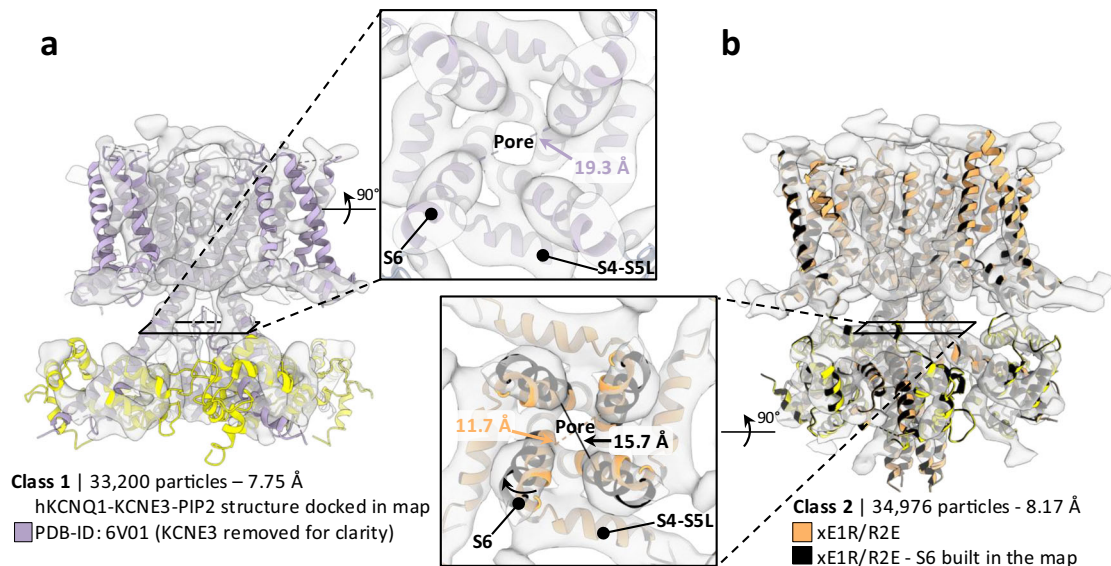 a
90°
Pore
19.3 Å
S6
S4-S5L
Class 1 | 33,200 particles – 7.75 Å
hKCNQ1-KCNE3-PIP2 structure docked in map
PDB-ID: 6V01 (KCNE3 removed for clarity)
b
11.7 Å
Pore
15.7 Å
S6
S4-S5L
90°
Class 2 | 34,976 particles - 8.17 Å
xE1R/R2E
xE1R/R2E - S6 built in the map